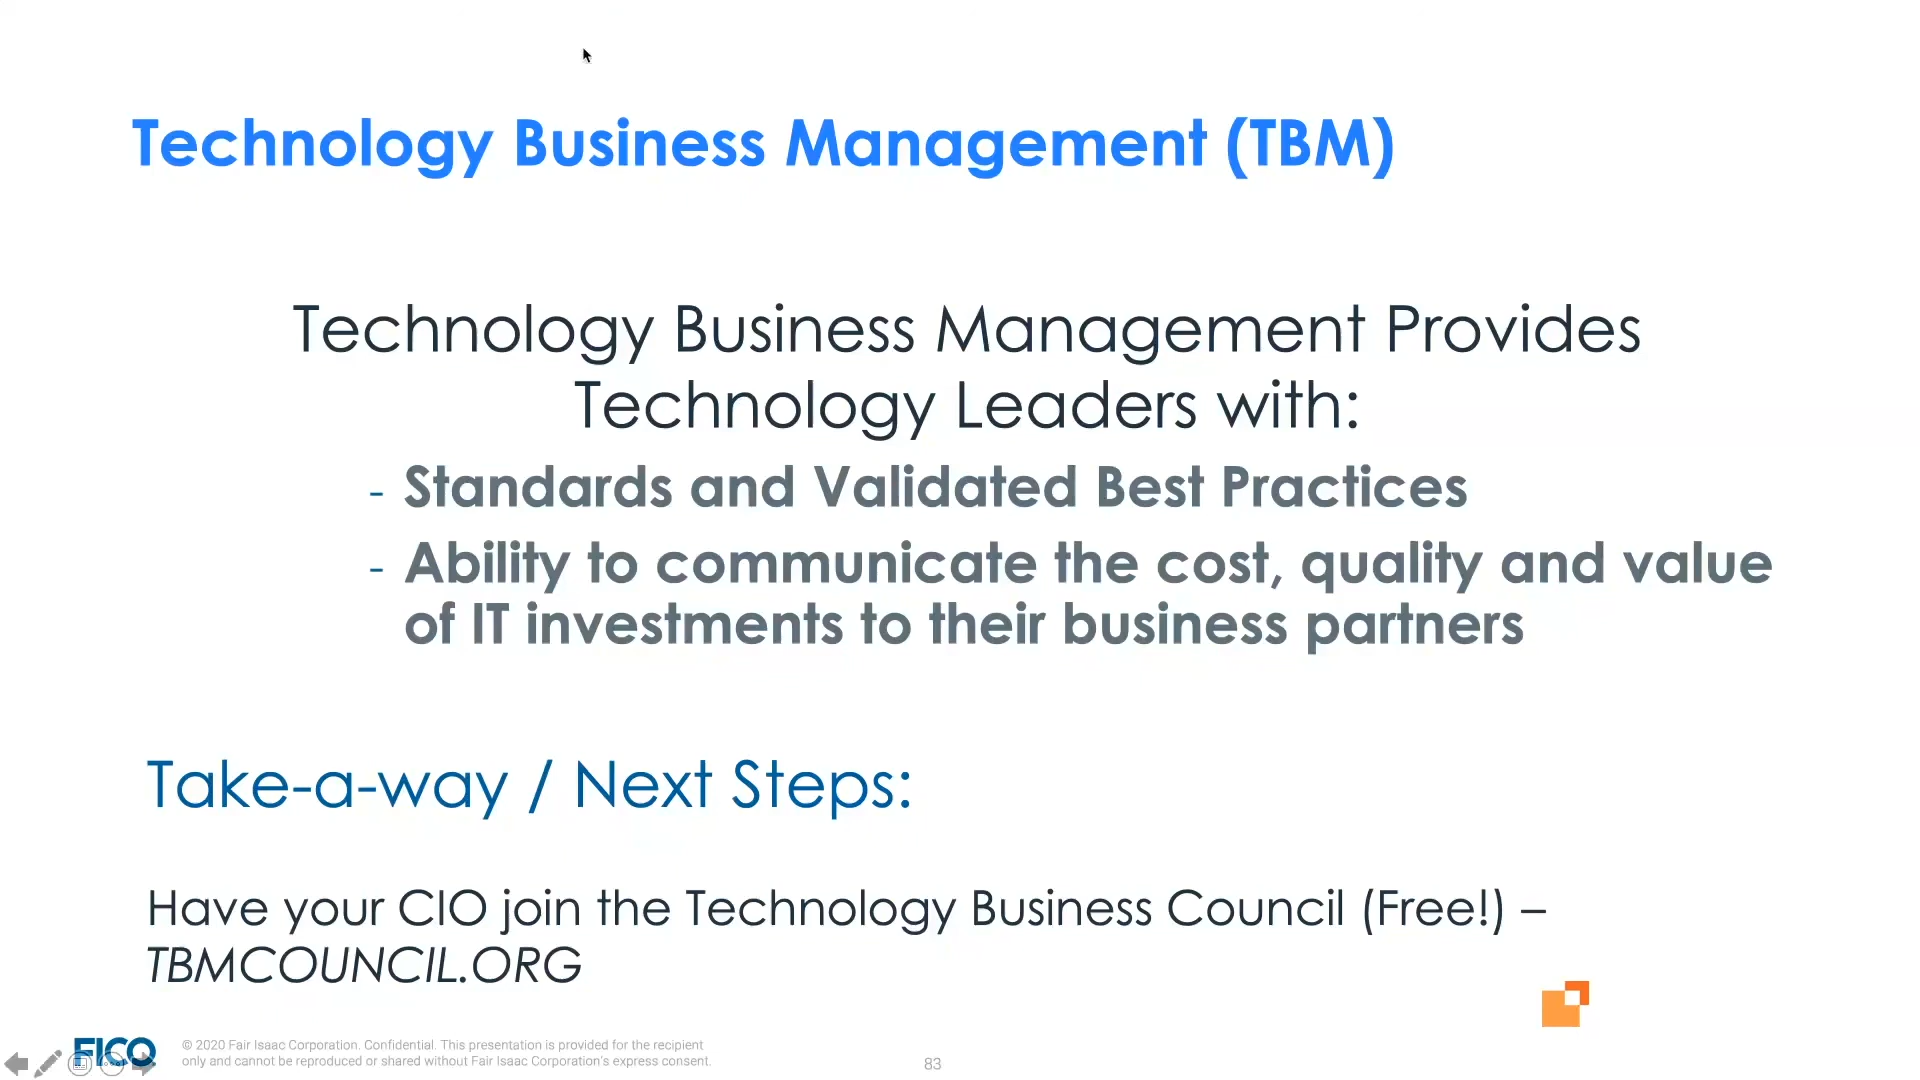 Technology Business Management (TBM)
Technology Business Management Provides
Technology Leaders with:
- Standards and Validated Best Practices
- Ability to communicate the cost, quality and value
of IT investments to their business partners
Take-a-way / Next Steps:
Have your CIO join the Technology Business Council (Free!) –
TBMCOUNCIL.ORG
FICO
© 2020 Fair Isaac Corporation. Confidential. This presentation is provided for the recipient
only and cannot be reproduced or shared without Fair Isaac Corporation's express consent.
83